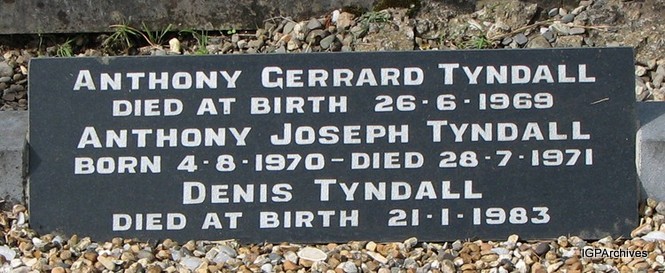 Anthony Gerrard Tyndall
died at birth 26-6-1969
Anthony Joseph Tyndall
born 4-8-1970 - died 28-7-1971
Denis Tyndall
died at birth 21-1-1983
IGPArchives